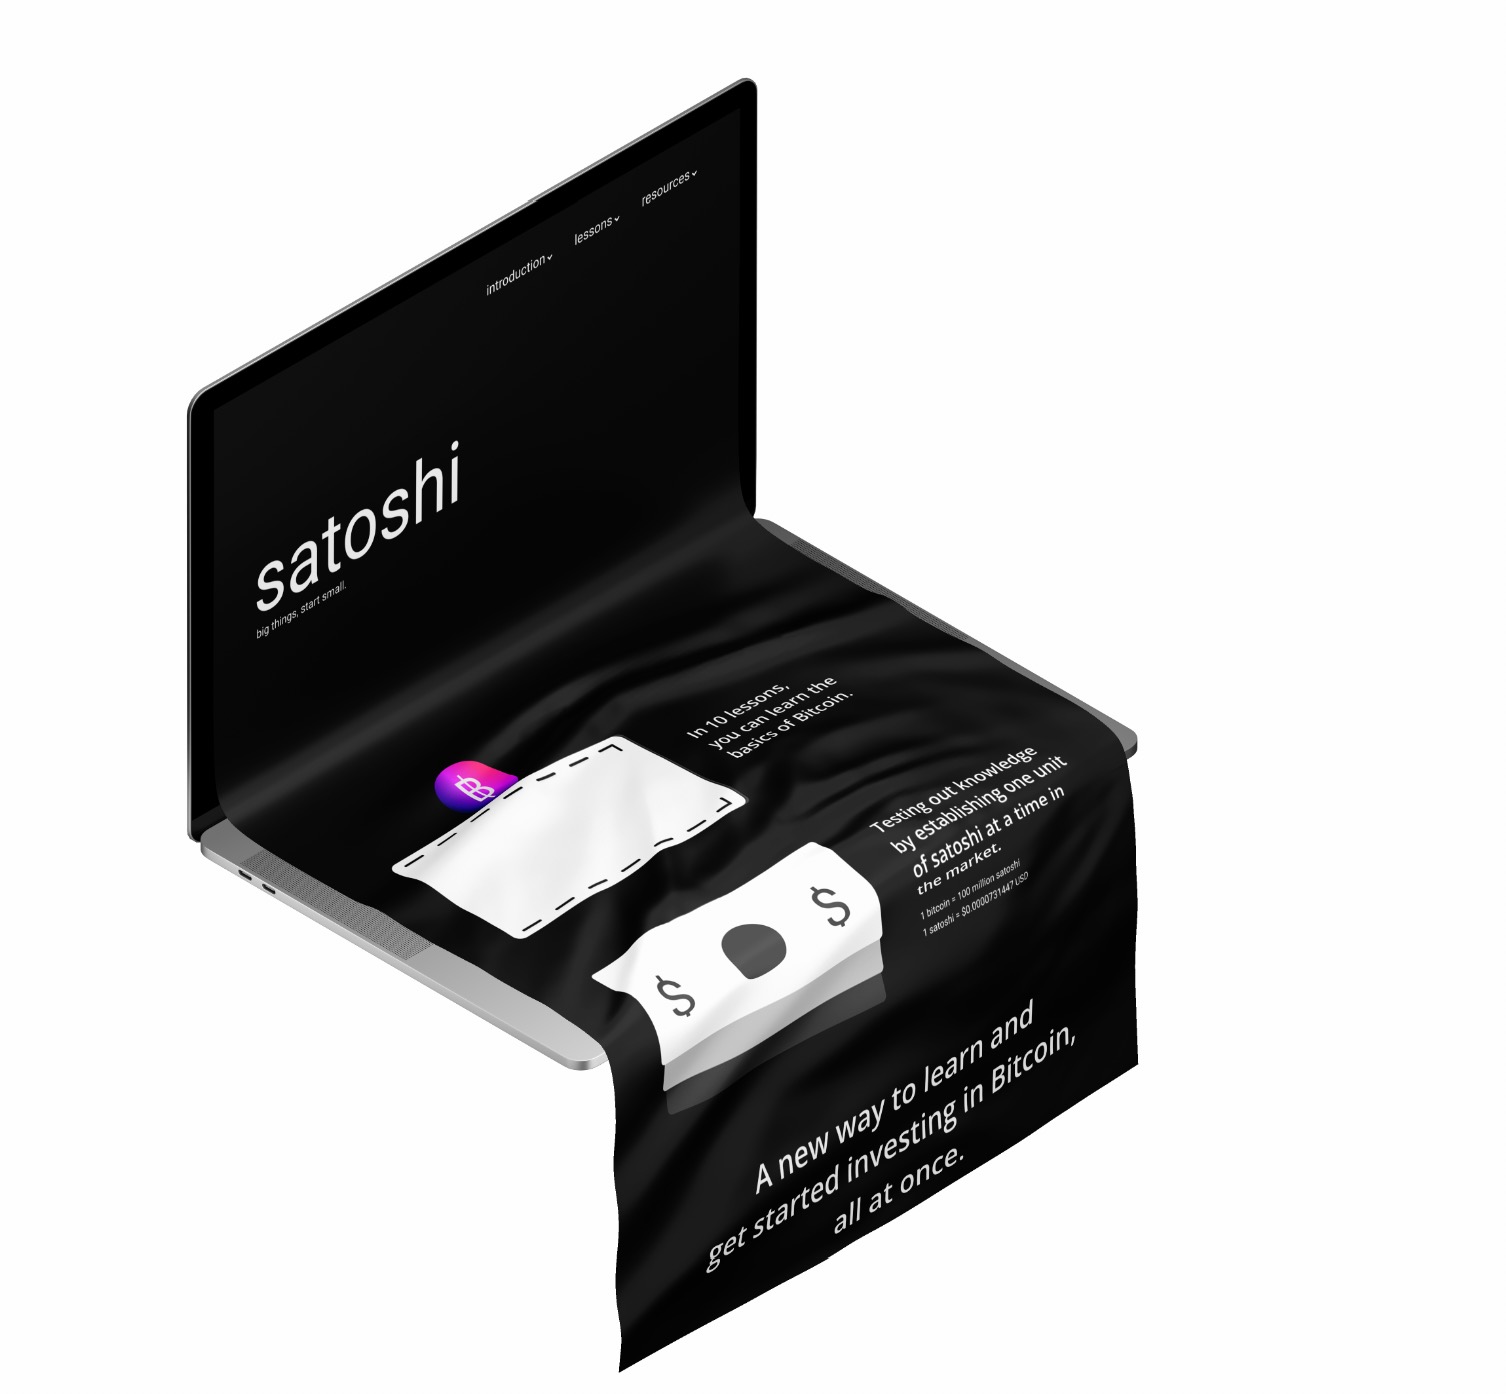 introduction
lessons
resources
satoshi
big things, start small.
In 10 lessons,
you can learn the
basics of Bitcoin.
Testing out knowledge
by establishing one unit
of satoshi at a time in
the market.
1 bitcoin = 100 million satoshi
1 satoshi = $0.0000731447 USD
$
$
A new way to learn and
get started investing in Bitcoin,
all at once.